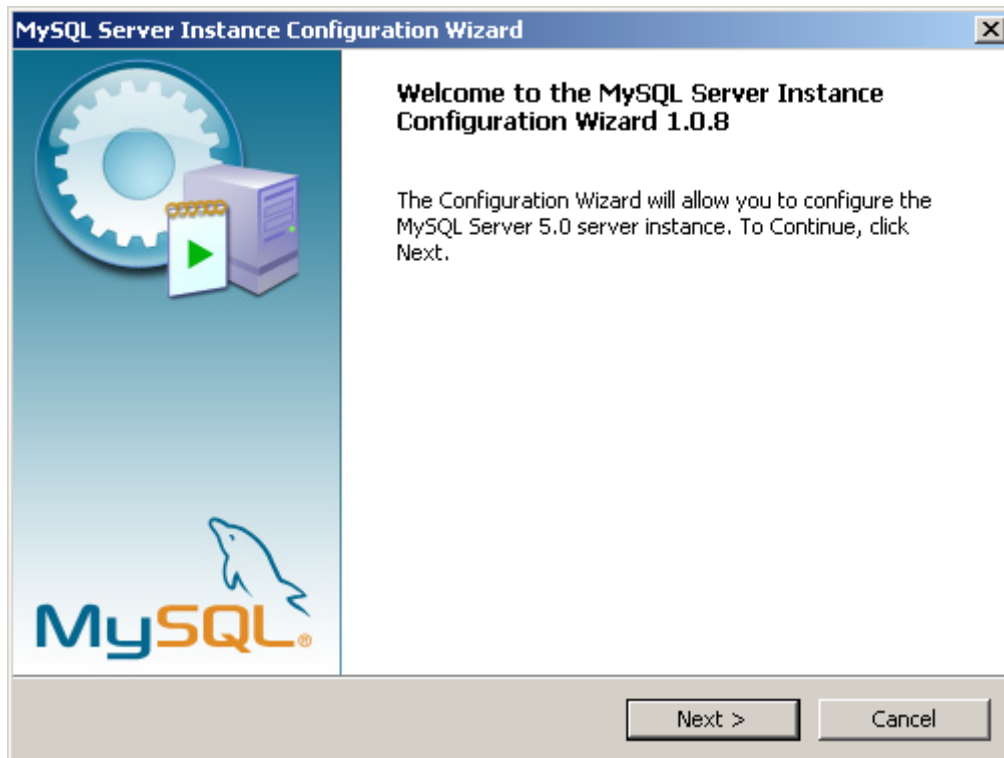 MySQL Server Instance Configuration Wizard
Welcome to the MySQL Server Instance
Configuration Wizard 1.0.8
The Configuration Wizard will allow you to configure the
MySQL Server 5.0 server instance. To Continue, click
Next.
MySQL®
Next >
Cancel